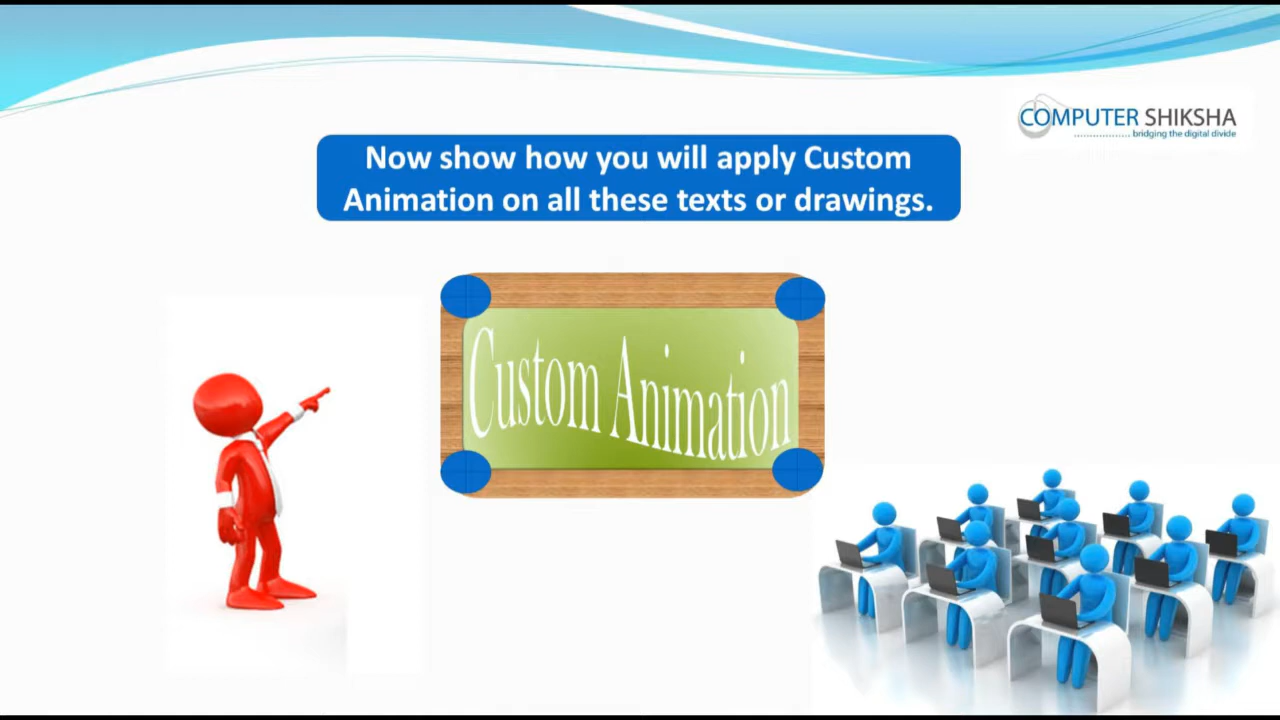 COMPUTER SHIKSHA
bridging the digital divide
Now show how you will apply Custom
Animation on all these texts or drawings.
Custom Animation